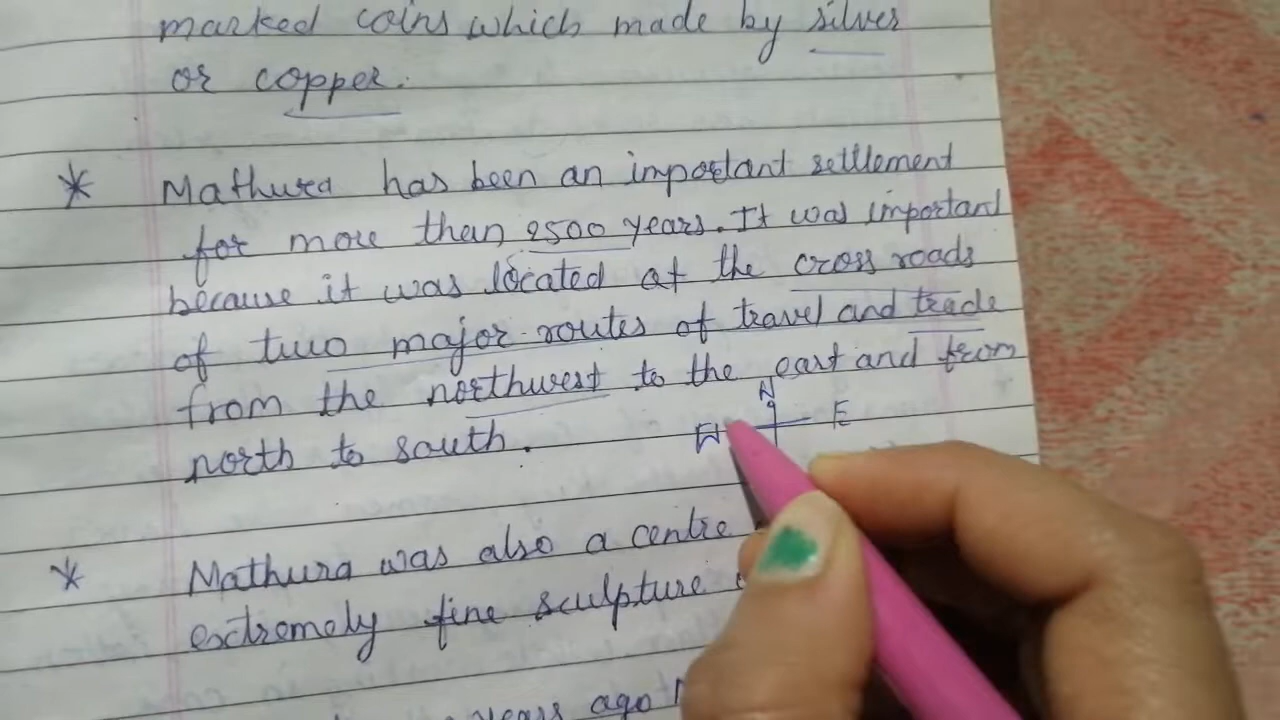 marked coins which made by silver
or copper.
* Mathura has been an important settlement
for more than 2500 years. It was important
because it was located at the cross roads
of two major routes of travel and trade
from the northwest to the east and from
north to south.
N
W E
* Mathura was also a centre
extremely fine sculpture
years ago